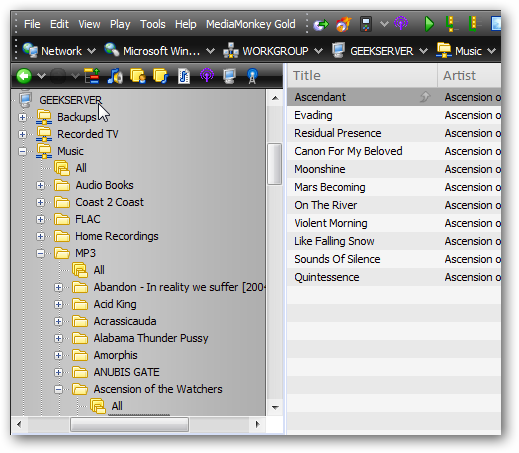 File Edit View Play Tools Help MediaMonkey Gold
Network Microsoft Win... WORKGROUP GEEKSERVER Music
Title Artist
GEEKSERVER
Backups
Recorded TV
Music
All
Audio Books
Coast 2 Coast
FLAC
Home Recordings
MP3
All
Abandon - In reality we suffer [200
Acid King
Acrassicauda
Alabama Thunder Pussy
Amorphis
ANUBIS GATE
Ascension of the Watchers
All
Ascendant Ascension o
Evading Ascension o
Residual Presence Ascension o
Canon For My Beloved Ascension o
Moonshine Ascension o
Mars Becoming Ascension o
On The River Ascension o
Violent Morning Ascension o
Like Falling Snow Ascension o
Sounds Of Silence Ascension o
Quintessence Ascension o